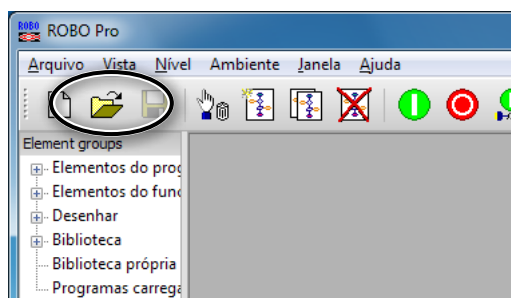 ROBO Pro
Arquivo Vista Nível Ambiente Janela Ajuda
Element groups
Elementos do prog
Elementos do func
Desenhar
Biblioteca
Biblioteca própria
Programas carrega